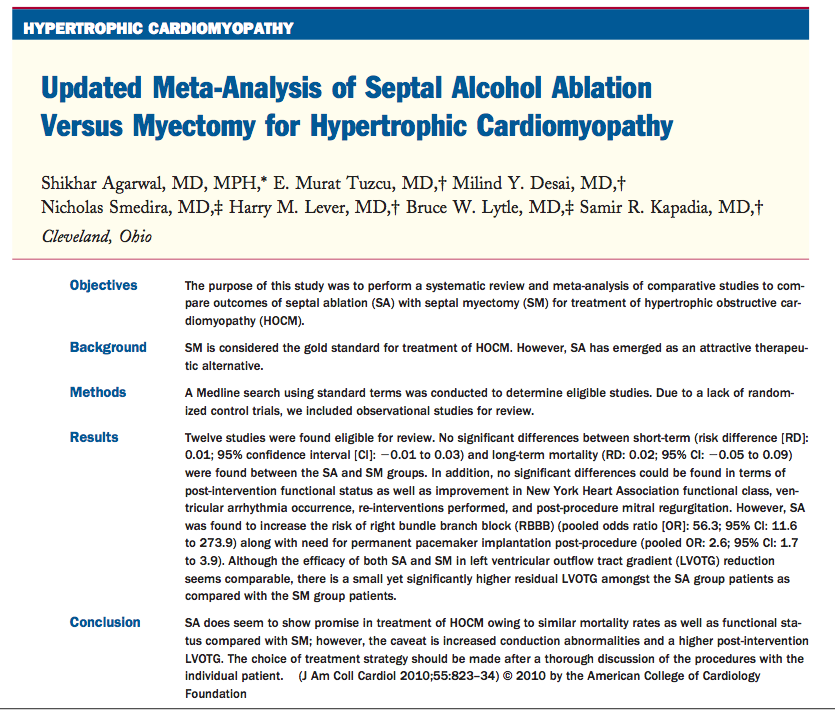 HYPERTROPHIC CARDIOMYOPATHY
Updated Meta-Analysis of Septal Alcohol Ablation
Versus Myectomy for Hypertrophic Cardiomyopathy
Shikhar Agarwal, MD, MPH,* E. Murat Tuzcu, MD,† Milind Y. Desai, MD,†
Nicholas Smedira, MD,‡ Harry M. Lever, MD,† Bruce W. Lytle, MD,‡ Samir R. Kapadia, MD,†
Cleveland, Ohio
Objectives The purpose of this study was to perform a systematic review and meta-analysis of comparative studies to com-
pare outcomes of septal ablation (SA) with septal myectomy (SM) for treatment of hypertrophic obstructive car-
diomyopathy (HOCM).
Background SM is considered the gold standard for treatment of HOCM. However, SA has emerged as an attractive therapeu-
tic alternative.
Methods A Medline search using standard terms was conducted to determine eligible studies. Due to a lack of random-
ized control trials, we included observational studies for review.
Results Twelve studies were found eligible for review. No significant differences between short-term (risk difference [RD]:
0.01; 95% confidence interval [CI]: −0.01 to 0.03) and long-term mortality (RD: 0.02; 95% CI: −0.05 to 0.09)
were found between the SA and SM groups. In addition, no significant differences could be found in terms of
post-intervention functional status as well as improvement in New York Heart Association functional class, ven-
tricular arrhythmia occurrence, re-interventions performed, and post-procedure mitral regurgitation. However, SA
was found to increase the risk of right bundle branch block (RBBB) (pooled odds ratio [OR]: 56.3; 95% CI: 11.6
to 273.9) along with need for permanent pacemaker implantation post-procedure (pooled OR: 2.6; 95% CI: 1.7
to 3.9). Although the efficacy of both SA and SM in left ventricular outflow tract gradient (LVOTG) reduction
seems comparable, there is a small yet significantly higher residual LVOTG amongst the SA group patients as
compared with the SM group patients.
Conclusion SA does seem to show promise in treatment of HOCM owing to similar mortality rates as well as functional sta-
tus compared with SM; however, the caveat is increased conduction abnormalities and a higher post-intervention
LVOTG. The choice of treatment strategy should be made after a thorough discussion of the procedures with the
individual patient. (J Am Coll Cardiol 2010;55:823–34) © 2010 by the American College of Cardiology
Foundation